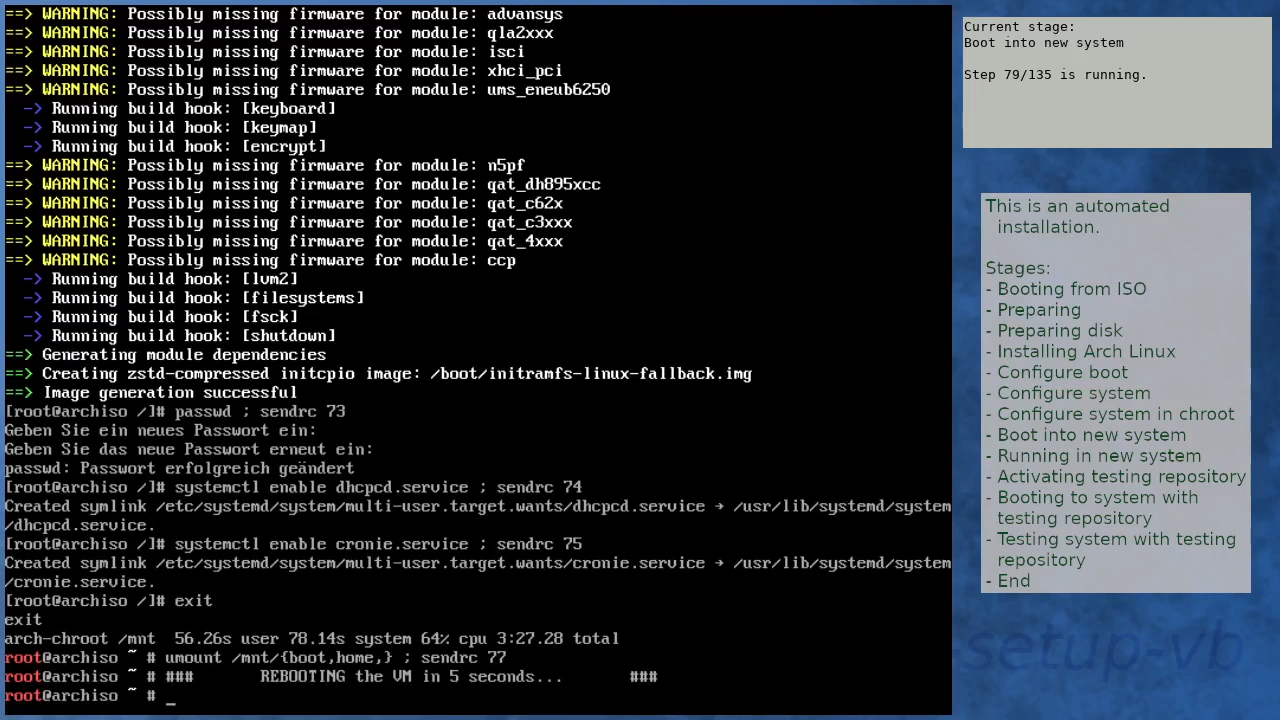 ==> WARNING: Possibly missing firmware for module: advansys
==> WARNING: Possibly missing firmware for module: qla2xxx
==> WARNING: Possibly missing firmware for module: isci
==> WARNING: Possibly missing firmware for module: xhci_pci
==> WARNING: Possibly missing firmware for module: ums_eneub6250
  -> Running build hook: [keyboard]
  -> Running build hook: [keymap]
  -> Running build hook: [encrypt]
==> WARNING: Possibly missing firmware for module: n5pf
==> WARNING: Possibly missing firmware for module: qat_dh895xcc
==> WARNING: Possibly missing firmware for module: qat_c62x
==> WARNING: Possibly missing firmware for module: qat_c3xxx
==> WARNING: Possibly missing firmware for module: qat_4xxx
==> WARNING: Possibly missing firmware for module: ccp
  -> Running build hook: [lvm2]
  -> Running build hook: [filesystems]
  -> Running build hook: [fsck]
  -> Running build hook: [shutdown]
==> Generating module dependencies
==> Creating zstd-compressed initcpio image: /boot/initramfs-linux-fallback.img
==> Image generation successful
[root@archiso /]# passwd ; sendrc 73
Geben Sie ein neues Passwort ein:
Geben Sie das neue Passwort erneut ein:
passwd: Passwort erfolgreich geändert
[root@archiso /]# systemctl enable dhcpcd.service ; sendrc 74
Created symlink /etc/systemd/system/multi-user.target.wants/dhcpcd.service → /usr/lib/systemd/system
/dhcpcd.service.
[root@archiso /]# systemctl enable cronie.service ; sendrc 75
Created symlink /etc/systemd/system/multi-user.target.wants/cronie.service → /usr/lib/systemd/system
/cronie.service.
[root@archiso /]# exit
exit
arch-chroot /mnt  56.26s user 78.14s system 64% cpu 3:27.28 total
root@archiso ~ # umount /mnt/{boot,home,} ; sendrc 77
root@archiso ~ # ###       REBOOTING the VM in 5 seconds...       ###
root@archiso ~ # _
Current stage:
Boot into new system
Step 79/135 is running.
This is an automated
installation.
Stages:
- Booting from ISO
- Preparing
- Preparing disk
- Installing Arch Linux
- Configure boot
- Configure system
- Configure system in chroot
- Boot into new system
- Running in new system
- Activating testing repository
- Booting to system with
testing repository
- Testing system with testing
repository
- End
-setup-vb